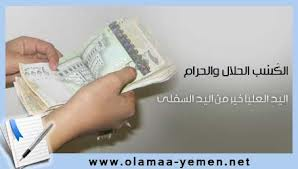 الكسب الحلال والحرام
اليد العليا خير من اليد السفلى
www.olamaa-yemen.net